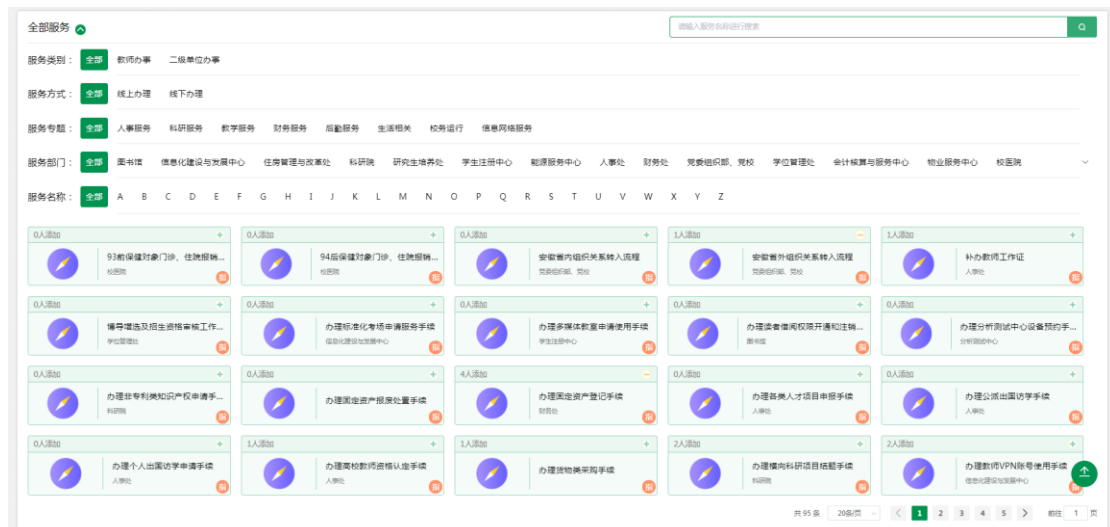 全部服务
请输入服务名称进行搜索
服务类别： 全部 教师办事 二级单位办事
服务方式： 全部 线上办理 线下办理
服务专题： 全部 人事服务 科研服务 教学服务 财务服务 后勤服务 生活相关 校务运行 信息网络服务
服务部门： 全部 图书馆 信息化建设与发展中心 住房管理与改革处 科研院 研究生培养处 学生注册中心 能源服务中心 人事处 财务处 党委组织部、党校 学位管理处 会计核算与服务中心 物业服务中心 校医院
服务名称： 全部 A B C D E F G H I J K L M N O P Q R S T U V W X Y Z
0人添加 + 0人添加 + 0人添加 + 1人添加 − 1人添加 +
93前保健对象门诊、住院报销... 94后保健对象门诊、住院报销... 安徽省内组织关系转入流程 安徽省外组织关系转入流程 补办教师工作证
校医院 校医院 党委组织部、党校 党委组织部、党校 人事处
指 指 指 指 指
0人添加 + 0人添加 + 0人添加 + 0人添加 + 0人添加 +
博导增选及招生资格审核工作... 办理标准化考场申请服务手续 办理多媒体教室申请使用手续 办理读者借阅权限开通和注销... 办理分析测试中心设备预约手...
学位管理处 信息化建设与发展中心 学生注册中心 图书馆 分析测试中心
指 指 指 指 指
0人添加 + 0人添加 + 4人添加 − 0人添加 + 0人添加 +
办理非专利类知识产权申请手... 办理固定资产报废处置手续 办理固定资产登记手续 办理各类人才项目申报手续 办理公派出国访学手续
科研院 财务处 人事处 人事处
指 指 指 指 指
0人添加 + 1人添加 + 1人添加 + 2人添加 + 2人添加 +
办理个人出国访学申请手续 办理高校教师资格认定手续 办理货物类采购手续 办理横向科研项目结题手续 办理教师VPN账号使用手续
人事处 人事处 科研院 信息化建设与发展中心
指 指 指 指
共 95 条 20条/页 < 1 2 3 4 5 > 前往 1 页